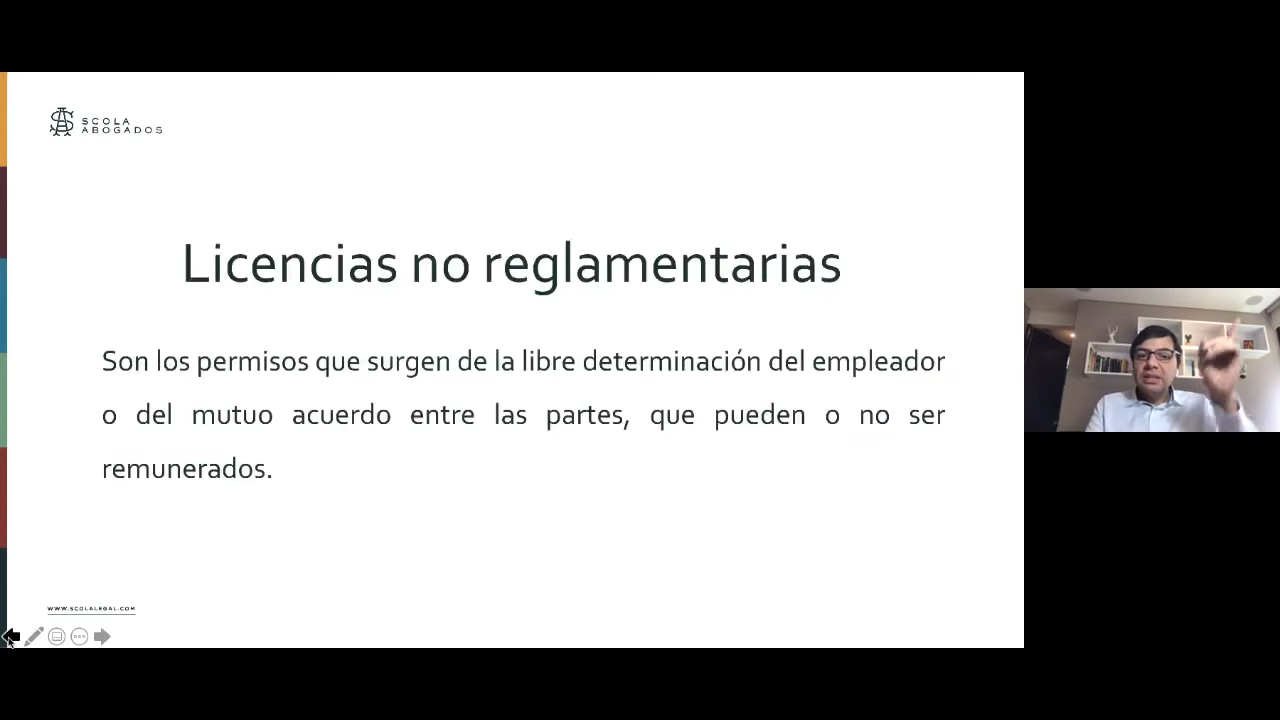 SCOLA
ABOGADOS
Licencias no reglamentarias
Son los permisos que surgen de la libre determinación del empleador
o del mutuo acuerdo entre las partes, que pueden o no ser
remunerados.
WWW.SCOLALEGAL.COM